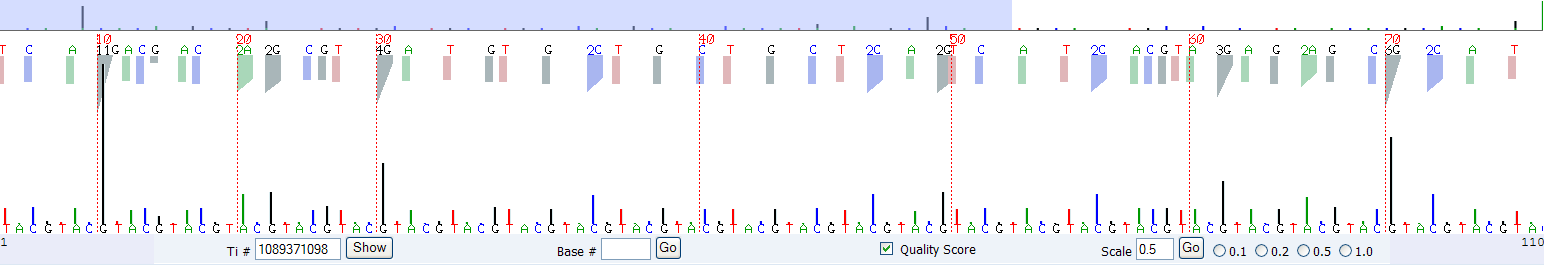 10 20 30 40 50 60 70
T C A 11G A C G A C 2A 2G C G T 4G A T G T G 2C T G C T G C T 2C A 2G T C A T 2C A C G T A 3G A G 2A G C 6G 2C A T
T A C G T A C G T A C G T A C G T A C G T A C G T A C G T A C G T A C G T A C G T A C G T A C G T A C G T A C G T A C G T A C G T A C G T A C G T A C G T A C G T A C G T A C G T A C G T A C G T A C G T A C G T A C G T A C G T A C
1 110
Ti # 1089371098 Show Base # Go Quality Score Scale 0.5 Go 0.1 0.2 0.5 1.0